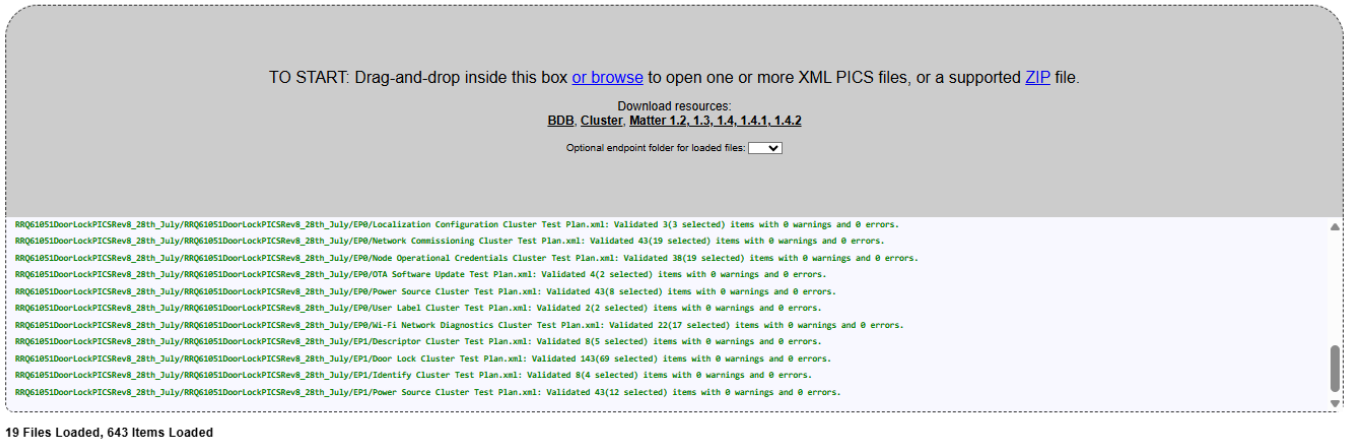 TO START: Drag-and-drop inside this box or browse to open one or more XML PICS files, or a supported ZIP file.
Download resources:
BDB, Cluster, Matter 1.2, 1.3, 1.4, 1.4.1, 1.4.2
Optional endpoint folder for loaded files:
RRQ61051DoorLockPICSRev8_28th_July/RRQ61051DoorLockPICSRev8_28th_July/EP0/Localization Configuration Cluster Test Plan.xml: Validated 3(3 selected) items with 0 warnings and 0 errors.
RRQ61051DoorLockPICSRev8_28th_July/RRQ61051DoorLockPICSRev8_28th_July/EP0/Network Commissioning Cluster Test Plan.xml: Validated 43(19 selected) items with 0 warnings and 0 errors.
RRQ61051DoorLockPICSRev8_28th_July/RRQ61051DoorLockPICSRev8_28th_July/EP0/Node Operational Credentials Cluster Test Plan.xml: Validated 38(19 selected) items with 0 warnings and 0 errors.
RRQ61051DoorLockPICSRev8_28th_July/RRQ61051DoorLockPICSRev8_28th_July/EP0/OTA Software Update Test Plan.xml: Validated 4(2 selected) items with 0 warnings and 0 errors.
RRQ61051DoorLockPICSRev8_28th_July/RRQ61051DoorLockPICSRev8_28th_July/EP0/Power Source Cluster Test Plan.xml: Validated 43(8 selected) items with 0 warnings and 0 errors.
RRQ61051DoorLockPICSRev8_28th_July/RRQ61051DoorLockPICSRev8_28th_July/EP0/User Label Cluster Test Plan.xml: Validated 2(2 selected) items with 0 warnings and 0 errors.
RRQ61051DoorLockPICSRev8_28th_July/RRQ61051DoorLockPICSRev8_28th_July/EP0/Wi-Fi Network Diagnostics Cluster Test Plan.xml: Validated 22(17 selected) items with 0 warnings and 0 errors.
RRQ61051DoorLockPICSRev8_28th_July/RRQ61051DoorLockPICSRev8_28th_July/EP1/Descriptor Cluster Test Plan.xml: Validated 8(5 selected) items with 0 warnings and 0 errors.
RRQ61051DoorLockPICSRev8_28th_July/RRQ61051DoorLockPICSRev8_28th_July/EP1/Door Lock Cluster Test Plan.xml: Validated 143(69 selected) items with 0 warnings and 0 errors.
RRQ61051DoorLockPICSRev8_28th_July/RRQ61051DoorLockPICSRev8_28th_July/EP1/Identify Cluster Test Plan.xml: Validated 8(4 selected) items with 0 warnings and 0 errors.
RRQ61051DoorLockPICSRev8_28th_July/RRQ61051DoorLockPICSRev8_28th_July/EP1/Power Source Cluster Test Plan.xml: Validated 43(12 selected) items with 0 warnings and 0 errors.
19 Files Loaded, 643 Items Loaded